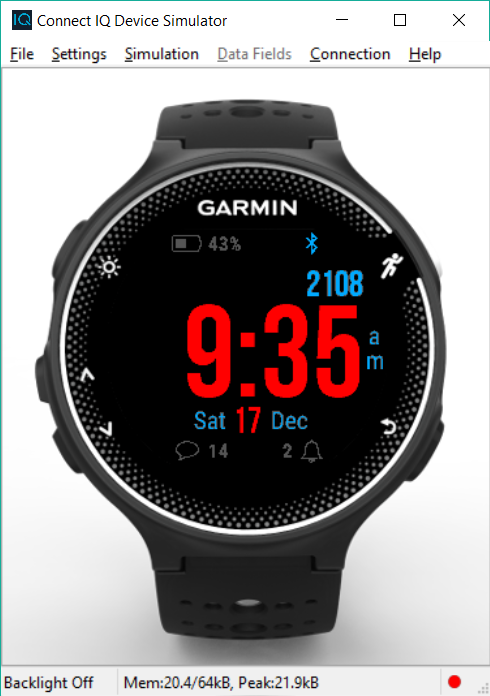 Connect IQ Device Simulator
File Settings Simulation Data Fields Connection Help
GARMIN
43%
2108
9:35 am
Sat 17 Dec
14 2
Backlight Off Mem:20.4/64kB, Peak:21.9kB